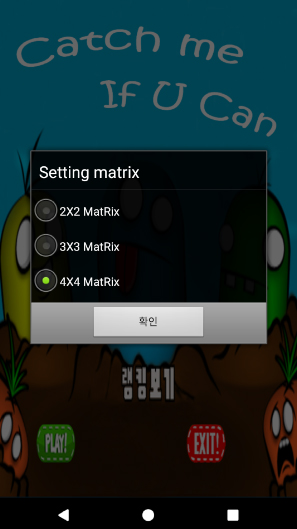 Catch me
If U Can
Setting matrix
2X2 MatRix
3X3 MatRix
4X4 MatRix
확인
랭킹보기
PLAY!
EXIT!